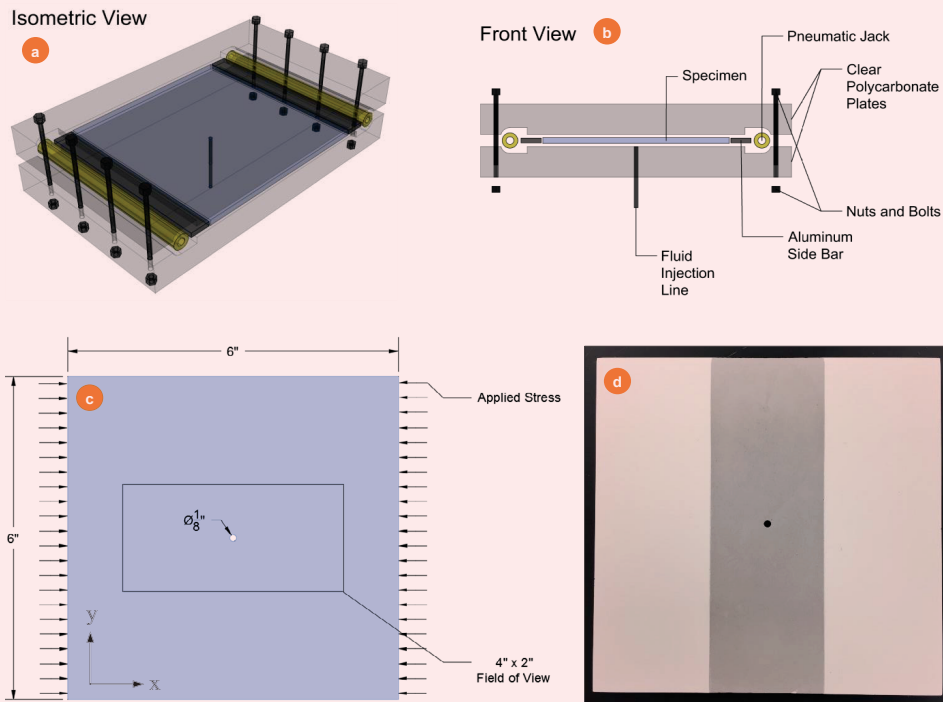 Isometric View
a
Front View
b
Pneumatic Jack
Specimen
Clear
Polycarbonate
Plates
Nuts and Bolts
Aluminum
Side Bar
Fluid
Injection
Line
6"
c
Applied Stress
Ø1/8"
6"
y
x
4" x 2"
Field of View
d